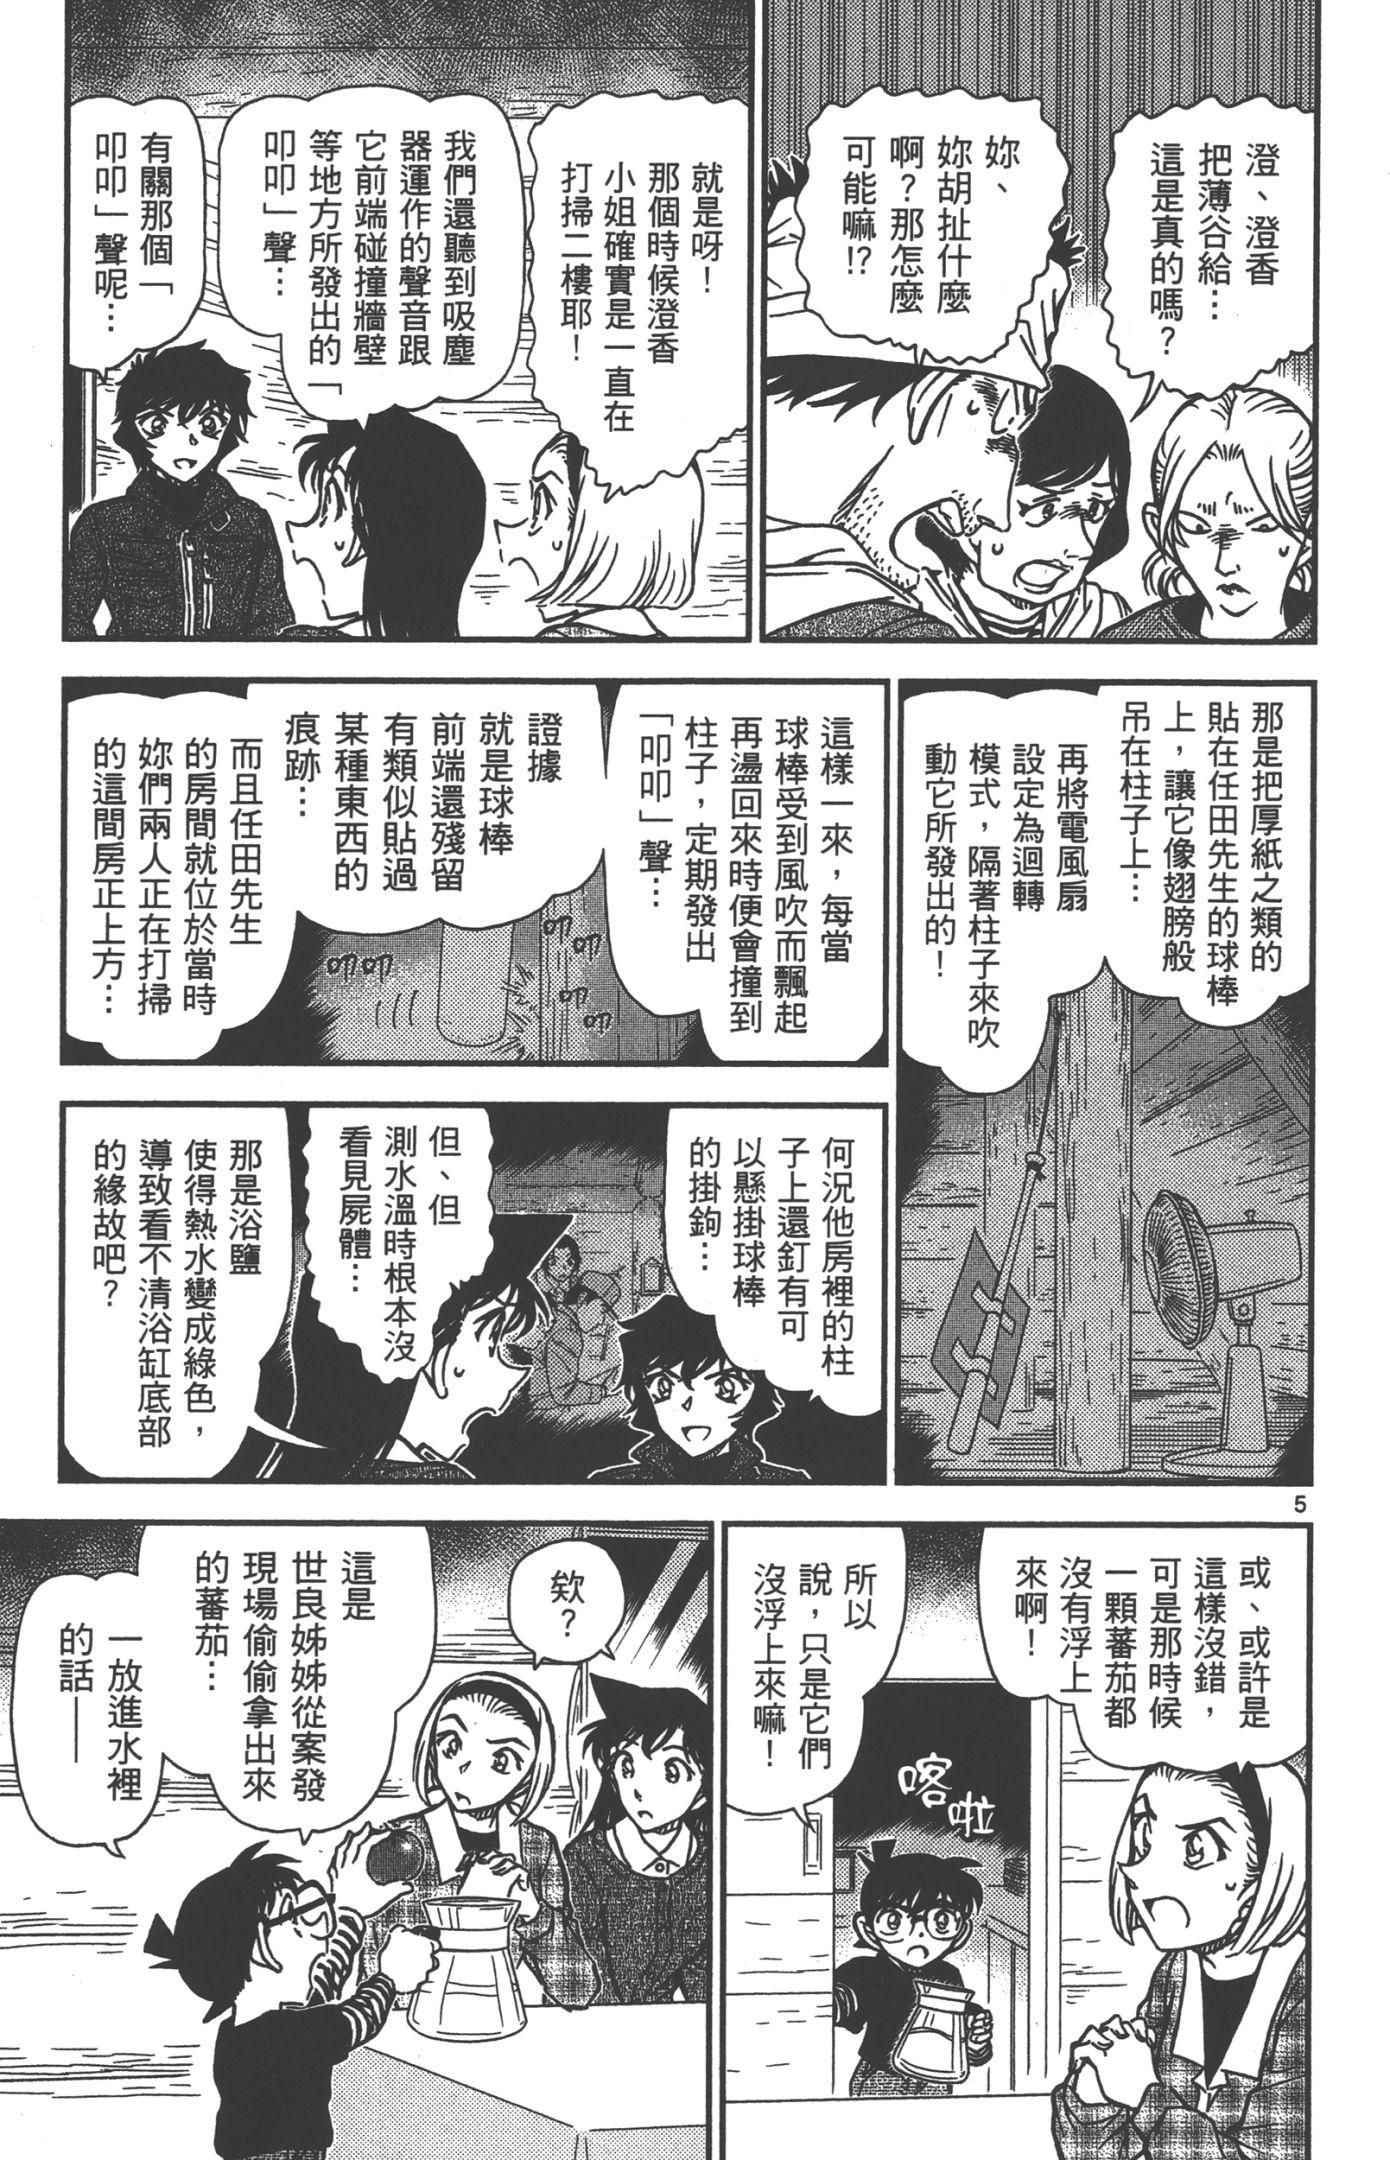 澄、澄香
把薄谷給…
這是真的嗎？
妳、
妳胡扯什麼
啊？那怎麼
可能嘛!?
就是呀！
那個時候澄香
小姐確實是一直在
打掃二樓耶！
我們還聽到吸塵
器運作的聲音跟
它前端碰撞牆壁
等地方所發出的「
叩叩」聲…
有關那個「
叩叩」聲呢…
那是把厚紙之類的
貼在任田先生的球棒
上，讓它像翅膀般
吊在柱子上…
再將電風扇
設定為迴轉
模式，隔著柱子來吹
動它所發出的！
這樣一來，每當
球棒受到風吹而飄起
再盪回來時便會撞到
柱子，定期發出
「叩叩」聲…
叩叩
叩
叩叩
證據
就是球棒
前端還殘留
有類似貼過
某種東西的
痕跡…
而且任田先生
的房間就位於當時
妳們兩人正在打掃
的這間房正上方…
何況他房裡的柱
子上還釘有可
以懸掛球棒
的掛鉤…
但、但
測水溫時根本沒
看見屍體…
那是浴鹽
使得熱水變成綠色，
導致看不清浴缸底部
的緣故吧？
5
或、或許是
這樣沒錯，
可是那時候
一顆蕃茄都
沒有浮上
來啊！
所以
說，只是它們
沒浮上來嘛！
喀啦
欸？
這是
世良姊姊從案發
現場偷偷拿出來
的蕃茄…
一放進水裡
的話——